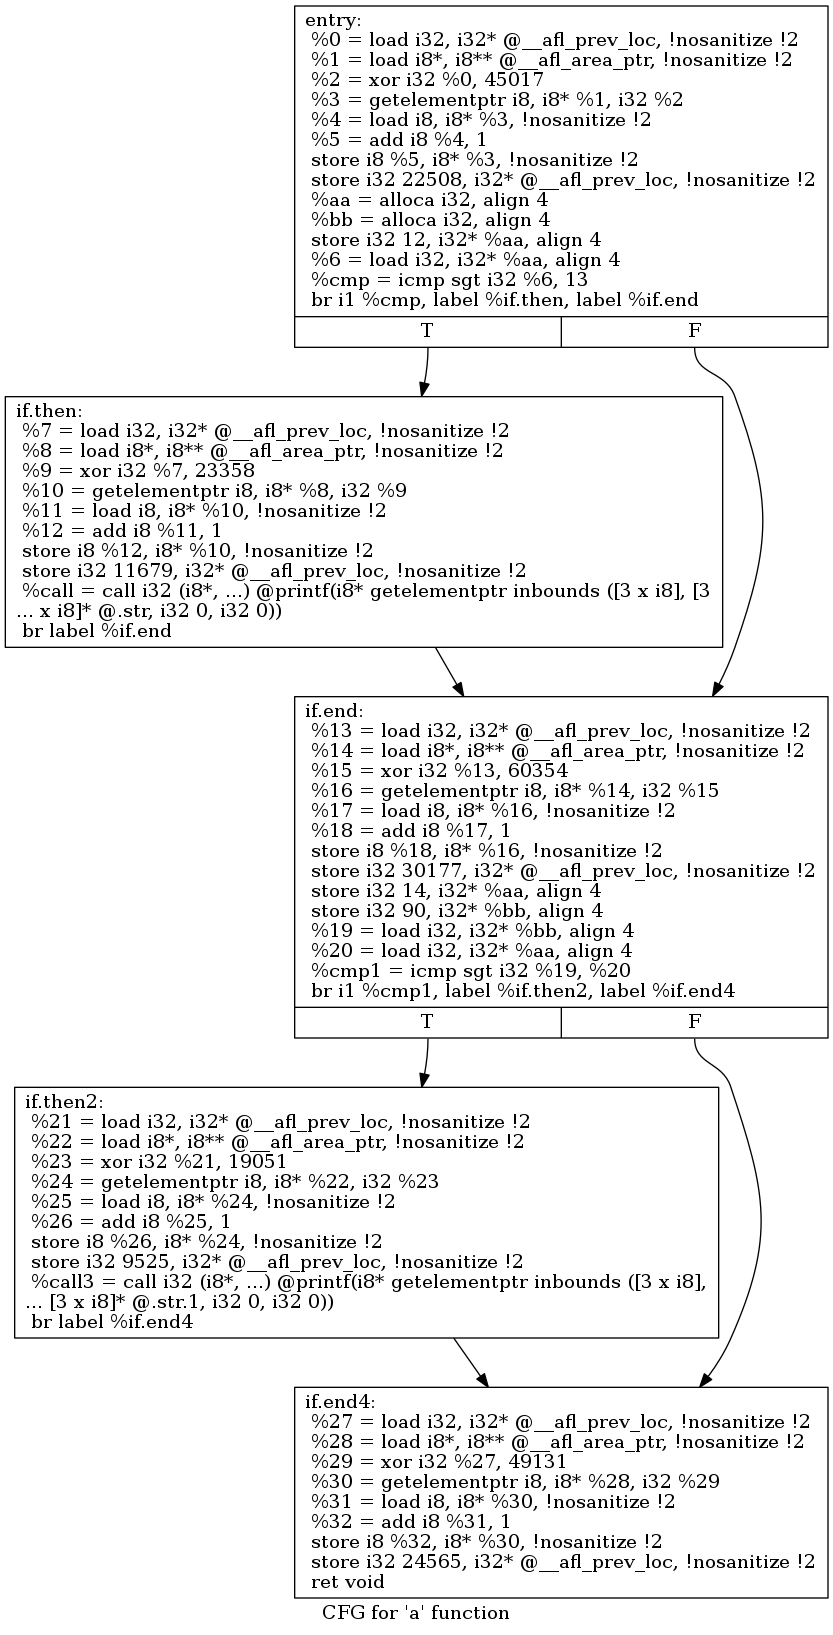 entry:
%0 = load i32, i32* @__afl_prev_loc, !nosanitize !2
%1 = load i8*, i8** @__afl_area_ptr, !nosanitize !2
%2 = xor i32 %0, 45017
%3 = getelementptr i8, i8* %1, i32 %2
%4 = load i8, i8* %3, !nosanitize !2
%5 = add i8 %4, 1
store i8 %5, i8* %3, !nosanitize !2
store i32 22508, i32* @__afl_prev_loc, !nosanitize !2
%aa = alloca i32, align 4
%bb = alloca i32, align 4
store i32 12, i32* %aa, align 4
%6 = load i32, i32* %aa, align 4
%cmp = icmp sgt i32 %6, 13
br i1 %cmp, label %if.then, label %if.end
T F
if.then:
%7 = load i32, i32* @__afl_prev_loc, !nosanitize !2
%8 = load i8*, i8** @__afl_area_ptr, !nosanitize !2
%9 = xor i32 %7, 23358
%10 = getelementptr i8, i8* %8, i32 %9
%11 = load i8, i8* %10, !nosanitize !2
%12 = add i8 %11, 1
store i8 %12, i8* %10, !nosanitize !2
store i32 11679, i32* @__afl_prev_loc, !nosanitize !2
%call = call i32 (i8*, ...) @printf(i8* getelementptr inbounds ([3 x i8], [3
... x i8]* @.str, i32 0, i32 0))
br label %if.end
if.end:
%13 = load i32, i32* @__afl_prev_loc, !nosanitize !2
%14 = load i8*, i8** @__afl_area_ptr, !nosanitize !2
%15 = xor i32 %13, 60354
%16 = getelementptr i8, i8* %14, i32 %15
%17 = load i8, i8* %16, !nosanitize !2
%18 = add i8 %17, 1
store i8 %18, i8* %16, !nosanitize !2
store i32 30177, i32* @__afl_prev_loc, !nosanitize !2
store i32 14, i32* %aa, align 4
store i32 90, i32* %bb, align 4
%19 = load i32, i32* %bb, align 4
%20 = load i32, i32* %aa, align 4
%cmp1 = icmp sgt i32 %19, %20
br i1 %cmp1, label %if.then2, label %if.end4
T F
if.then2:
%21 = load i32, i32* @__afl_prev_loc, !nosanitize !2
%22 = load i8*, i8** @__afl_area_ptr, !nosanitize !2
%23 = xor i32 %21, 19051
%24 = getelementptr i8, i8* %22, i32 %23
%25 = load i8, i8* %24, !nosanitize !2
%26 = add i8 %25, 1
store i8 %26, i8* %24, !nosanitize !2
store i32 9525, i32* @__afl_prev_loc, !nosanitize !2
%call3 = call i32 (i8*, ...) @printf(i8* getelementptr inbounds ([3 x i8],
... [3 x i8]* @.str.1, i32 0, i32 0))
br label %if.end4
if.end4:
%27 = load i32, i32* @__afl_prev_loc, !nosanitize !2
%28 = load i8*, i8** @__afl_area_ptr, !nosanitize !2
%29 = xor i32 %27, 49131
%30 = getelementptr i8, i8* %28, i32 %29
%31 = load i8, i8* %30, !nosanitize !2
%32 = add i8 %31, 1
store i8 %32, i8* %30, !nosanitize !2
store i32 24565, i32* @__afl_prev_loc, !nosanitize !2
ret void
CFG for 'a' function